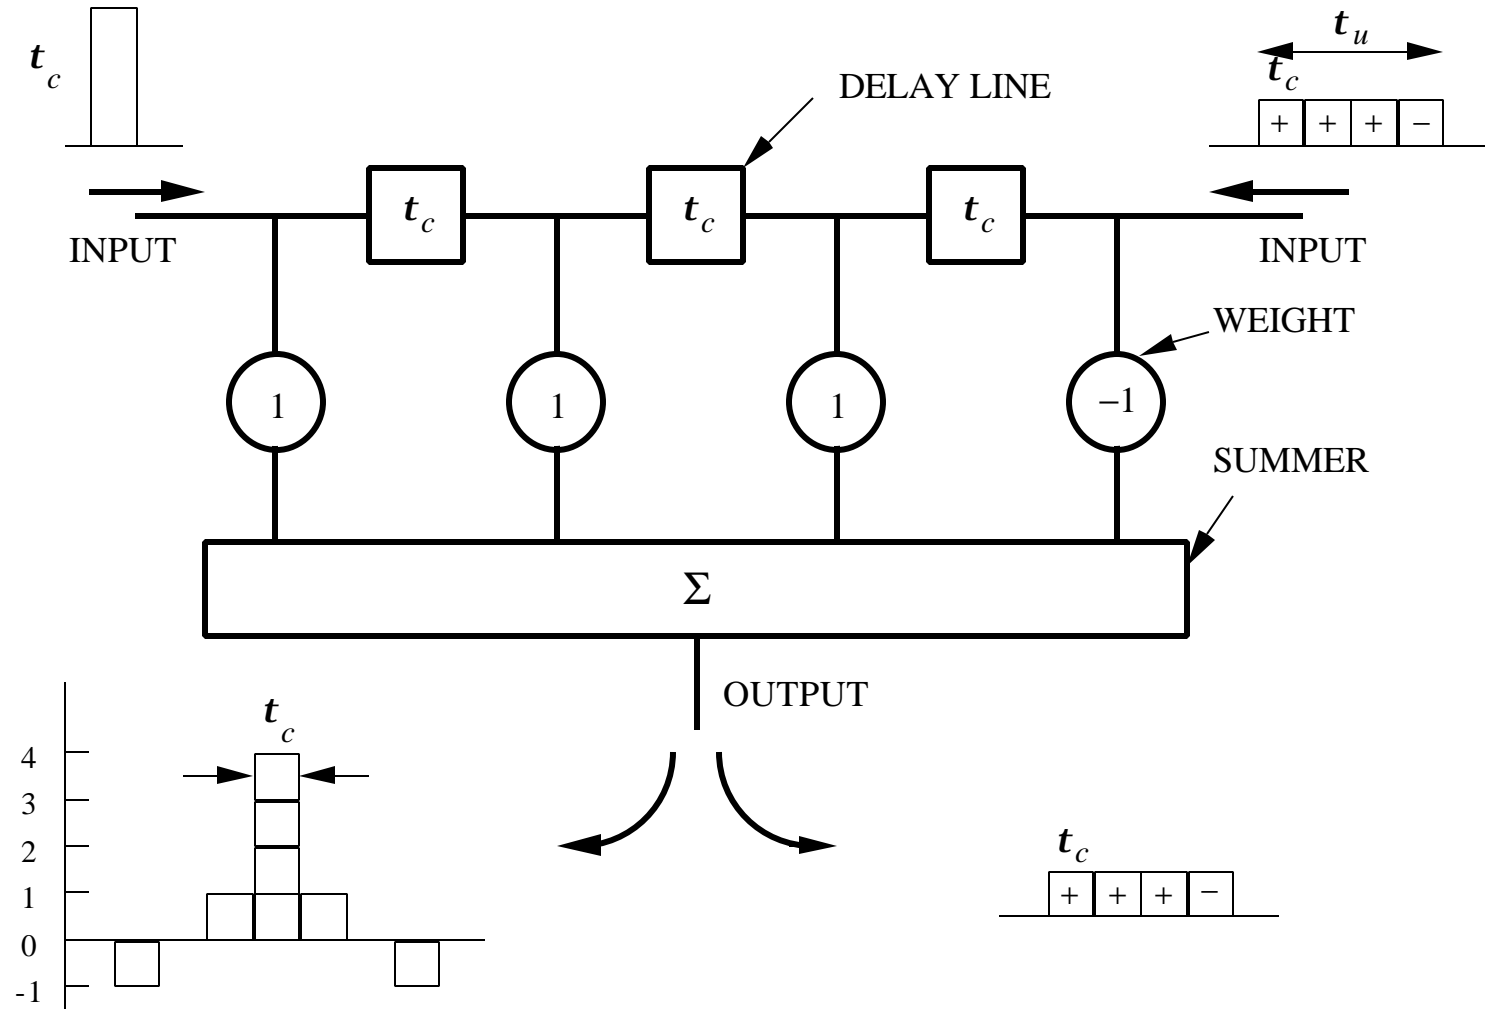 t c
t u
t c
+ + + −
DELAY LINE
t c
t c
t c
INPUT
INPUT
WEIGHT
1
1
1
−1
SUMMER
Σ
OUTPUT
t c
4
3
2
1
0
-1
t c
+ + + −